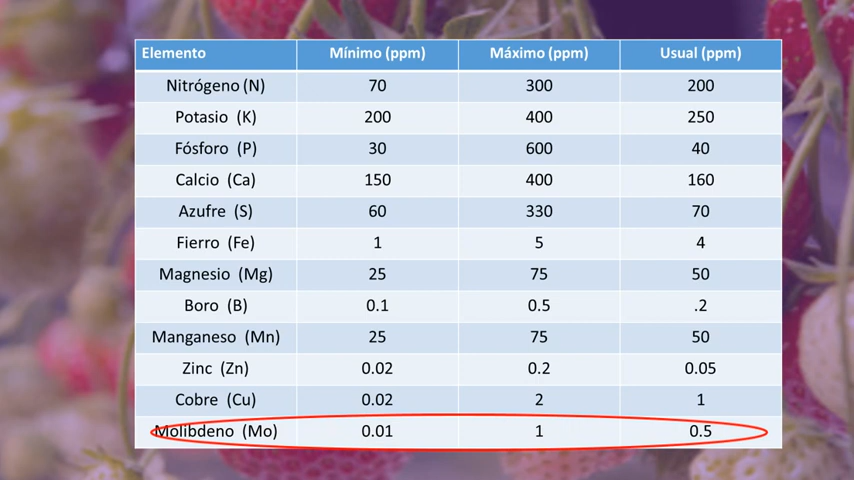 Elemento Mínimo (ppm) Máximo (ppm) Usual (ppm)
Nitrógeno (N) 70 300 200
Potasio (K) 200 400 250
Fósforo (P) 30 600 40
Calcio (Ca) 150 400 160
Azufre (S) 60 330 70
Fierro (Fe) 1 5 4
Magnesio (Mg) 25 75 50
Boro (B) 0.1 0.5 .2
Manganeso (Mn) 25 75 50
Zinc (Zn) 0.02 0.2 0.05
Cobre (Cu) 0.02 2 1
Molibdeno (Mo) 0.01 1 0.5